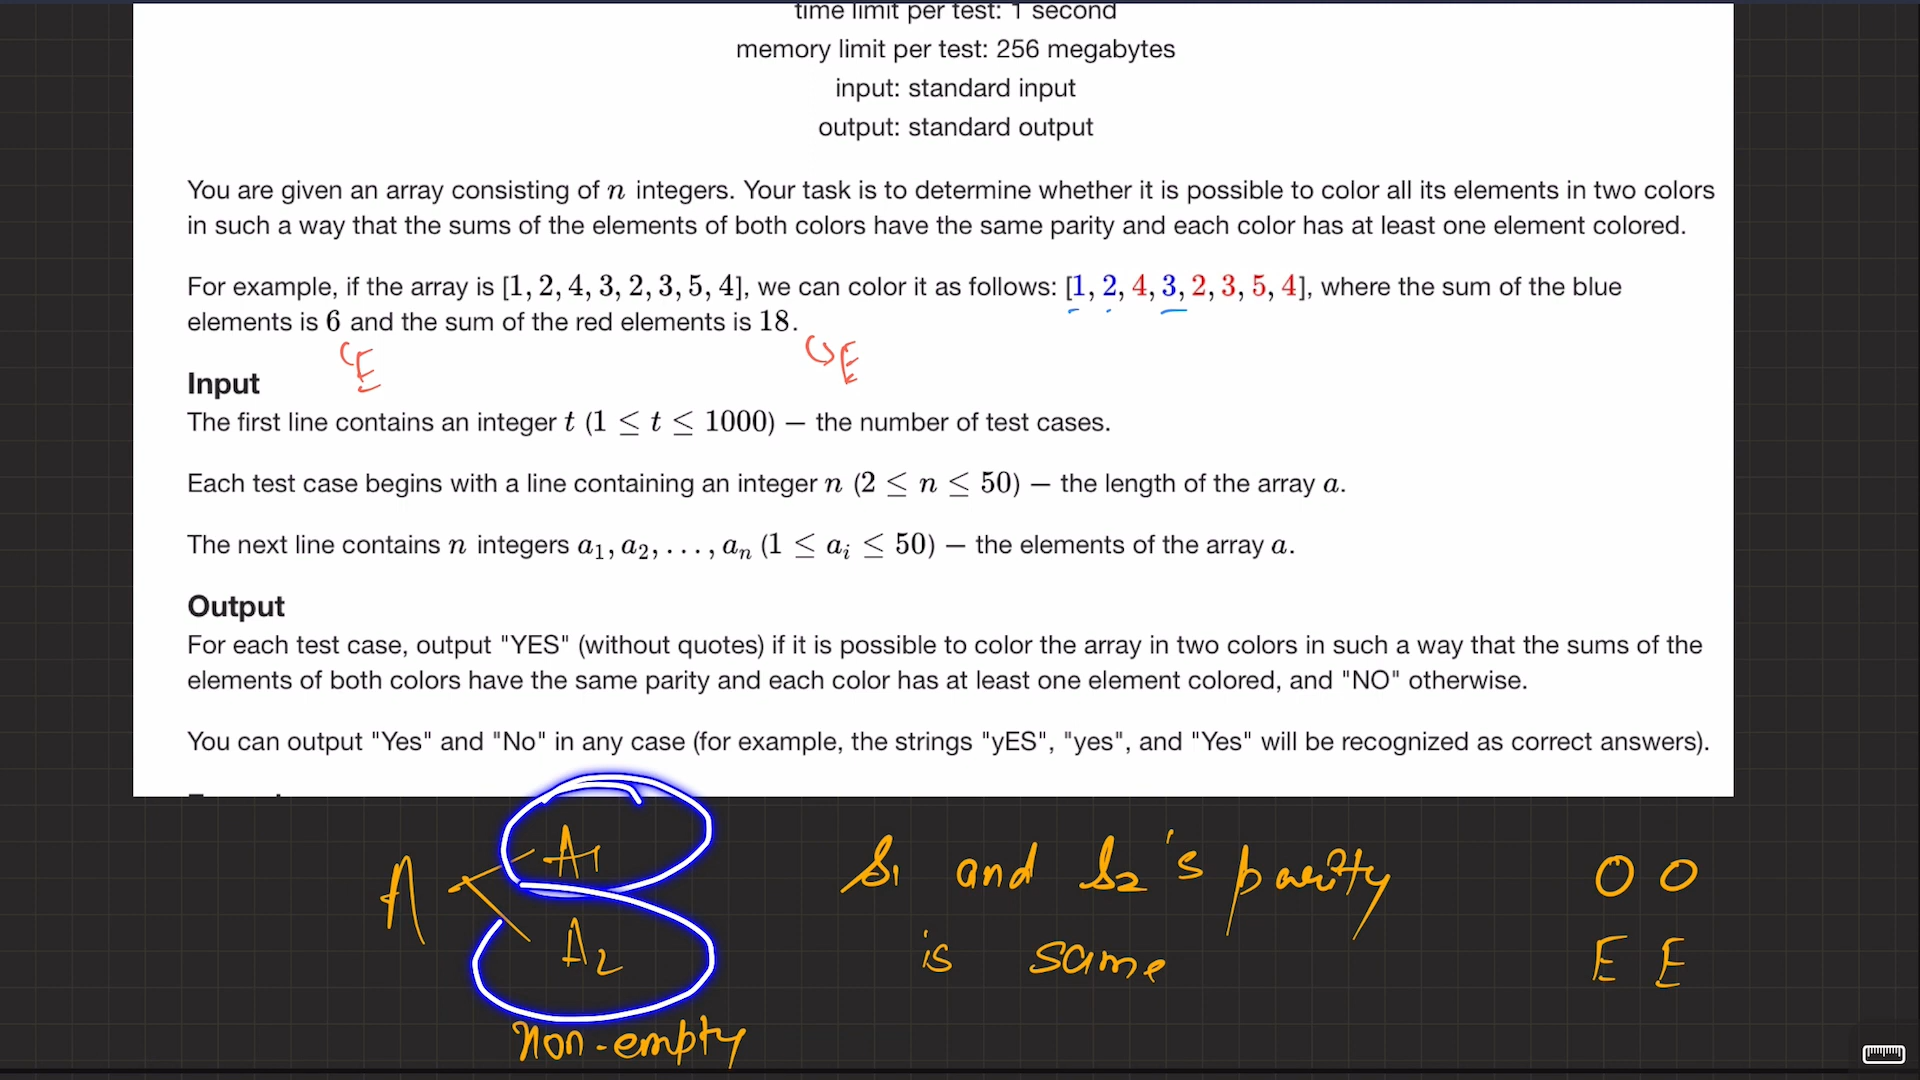 time limit per test: 1 second
memory limit per test: 256 megabytes
input: standard input
output: standard output
You are given an array consisting of n integers. Your task is to determine whether it is possible to color all its elements in two colors
in such a way that the sums of the elements of both colors have the same parity and each color has at least one element colored.
For example, if the array is [1, 2, 4, 3, 2, 3, 5, 4], we can color it as follows: [1, 2, 4, 3, 2, 3, 5, 4], where the sum of the blue
elements is 6 and the sum of the red elements is 18.
E E
Input
The first line contains an integer t (1 ≤ t ≤ 1000) — the number of test cases.
Each test case begins with a line containing an integer n (2 ≤ n ≤ 50) — the length of the array a.
The next line contains n integers a₁, a₂, . . . , aₙ (1 ≤ aᵢ ≤ 50) — the elements of the array a.
Output
For each test case, output "YES" (without quotes) if it is possible to color the array in two colors in such a way that the sums of the
elements of both colors have the same parity and each color has at least one element colored, and "NO" otherwise.
You can output "Yes" and "No" in any case (for example, the strings "yES", "yes", and "Yes" will be recognized as correct answers).
A A₁ S₁ and S₂'s parity O O
A₂ is same E E
non-empty